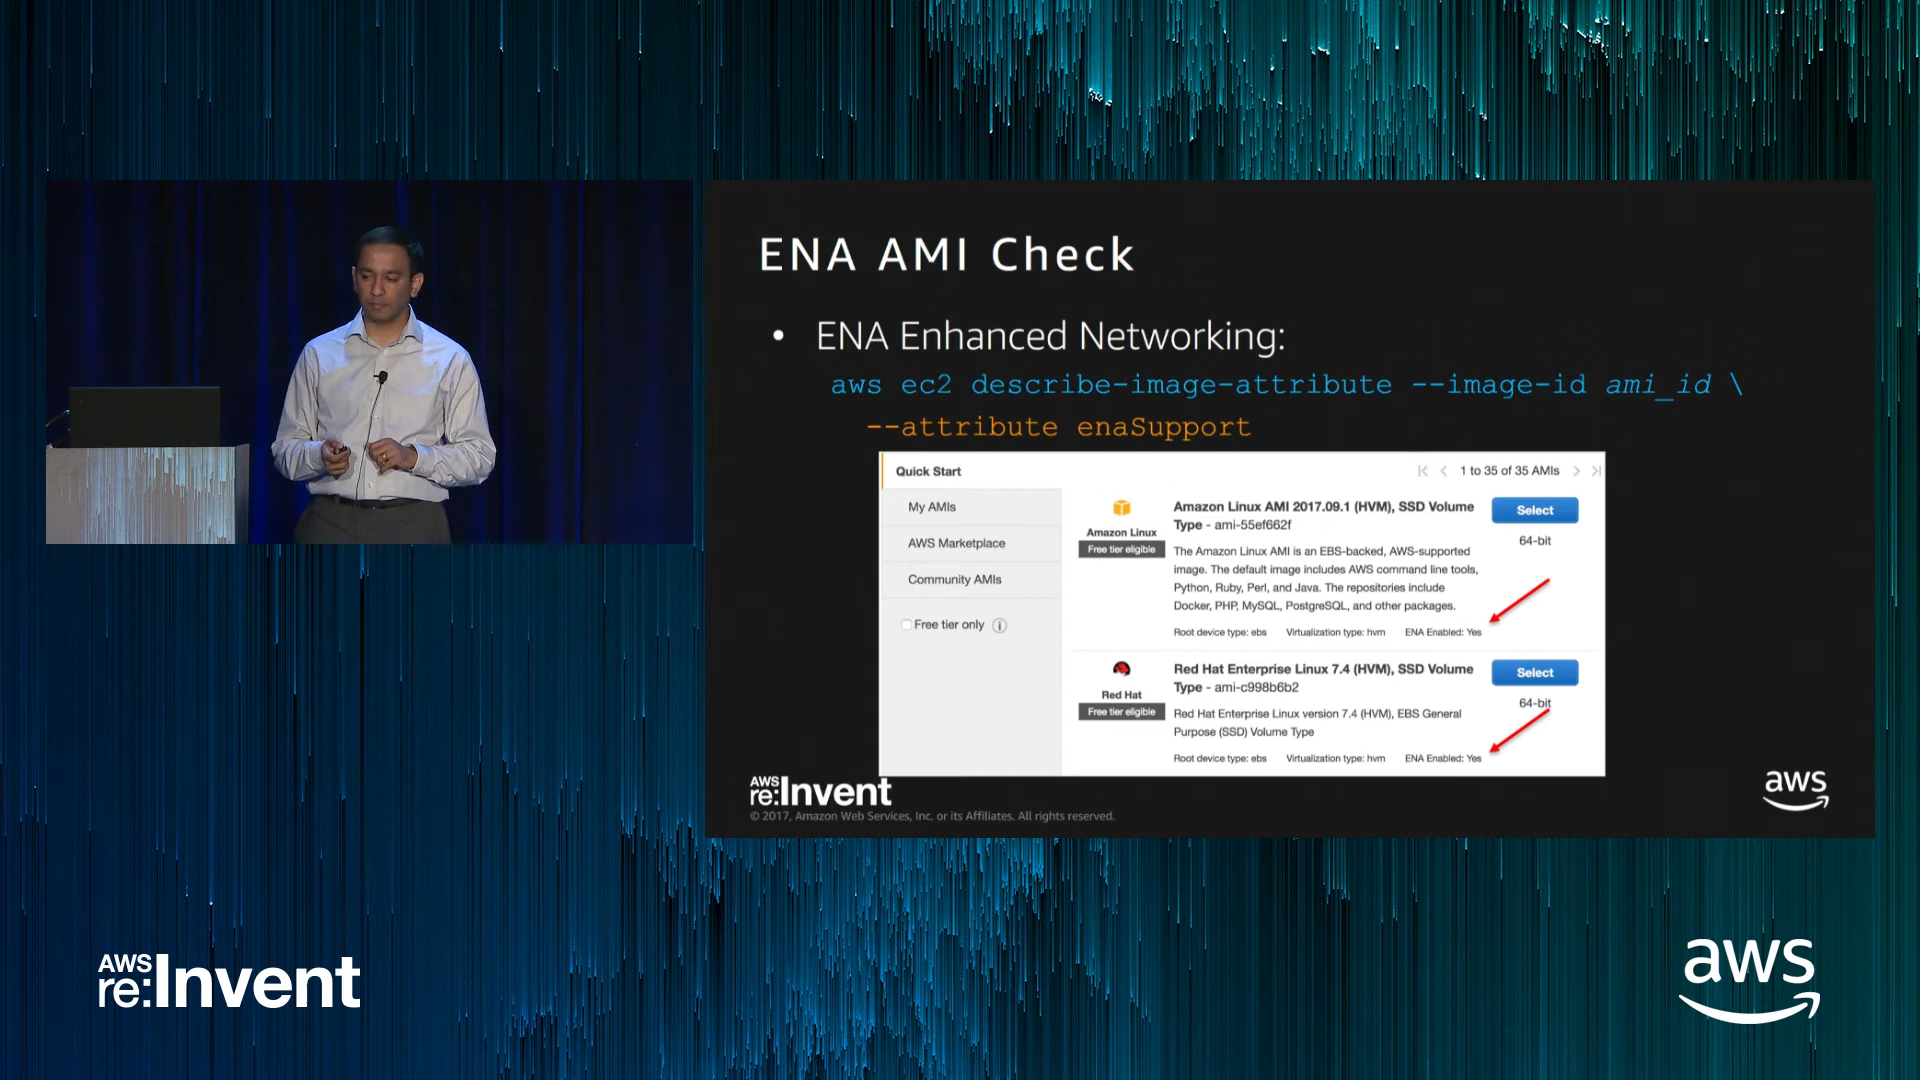 ENA AMI Check
• ENA Enhanced Networking:
aws ec2 describe-image-attribute --image-id ami_id \
--attribute enaSupport
Quick Start
1 to 35 of 35 AMIs
My AMIs
AWS Marketplace
Community AMIs
Free tier only
Amazon Linux
Free tier eligible
Amazon Linux AMI 2017.09.1 (HVM), SSD Volume
Type - ami-55ef662f
The Amazon Linux AMI is an EBS-backed, AWS-supported
image. The default image includes AWS command line tools,
Python, Ruby, Perl, and Java. The repositories include
Docker, PHP, MySQL, PostgreSQL, and other packages.
Root device type: ebs Virtualization type: hvm ENA Enabled: Yes
Select
64-bit
Red Hat
Free tier eligible
Red Hat Enterprise Linux 7.4 (HVM), SSD Volume
Type - ami-c998b6b2
Red Hat Enterprise Linux version 7.4 (HVM), EBS General
Purpose (SSD) Volume Type
Root device type: ebs Virtualization type: hvm ENA Enabled: Yes
Select
64-bit
AWS
re:Invent
© 2017, Amazon Web Services, Inc. or its Affiliates. All rights reserved.
aws
AWS
re:Invent
aws